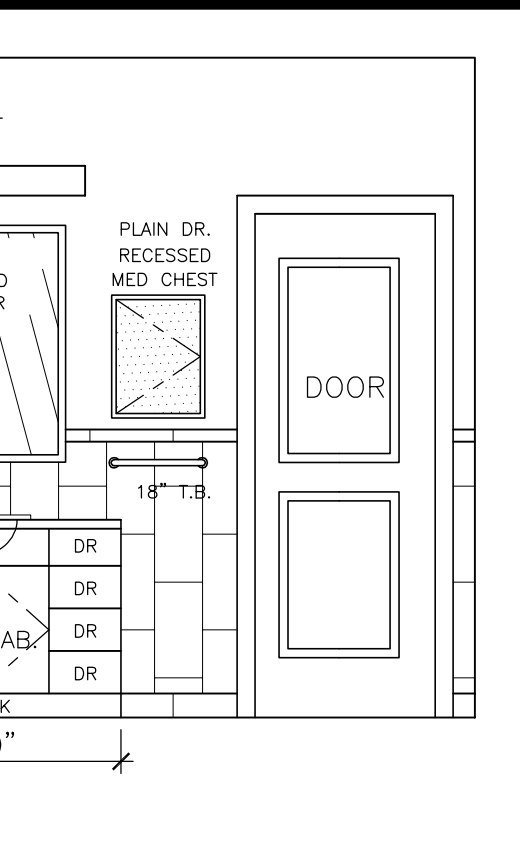 PLAIN DR.
RECESSED
MED CHEST
DOOR
18" T.B.
DR
DR
DR
DR